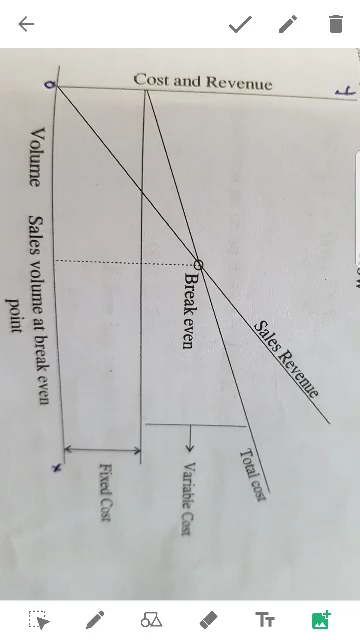 Cost and Revenue
Y
O
Volume
Sales volume at break even
point
Break even
Sales Revenue
Total cost
Variable Cost
Fixed Cost
x
TT